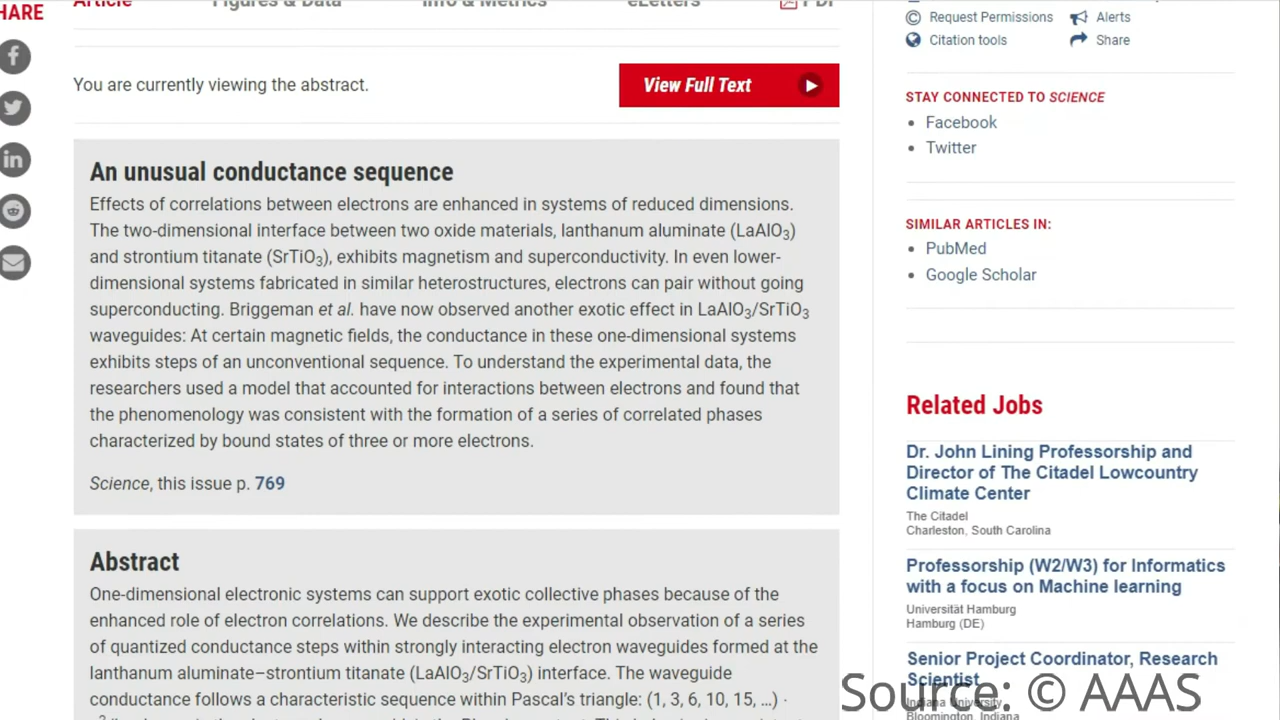 SHARE
Article
Figures & Data
Info & Metrics
eLetters
PDF
You are currently viewing the abstract.
View Full Text
An unusual conductance sequence
Effects of correlations between electrons are enhanced in systems of reduced dimensions.
The two-dimensional interface between two oxide materials, lanthanum aluminate (LaAlO₃)
and strontium titanate (SrTiO₃), exhibits magnetism and superconductivity. In even lower-
dimensional systems fabricated in similar heterostructures, electrons can pair without going
superconducting. Briggeman et al. have now observed another exotic effect in LaAlO₃/SrTiO₃
waveguides: At certain magnetic fields, the conductance in these one-dimensional systems
exhibits steps of an unconventional sequence. To understand the experimental data, the
researchers used a model that accounted for interactions between electrons and found that
the phenomenology was consistent with the formation of a series of correlated phases
characterized by bound states of three or more electrons.
Science, this issue p. 769
Abstract
One-dimensional electronic systems can support exotic collective phases because of the
enhanced role of electron correlations. We describe the experimental observation of a series
of quantized conductance steps within strongly interacting electron waveguides formed at the
lanthanum aluminate–strontium titanate (LaAlO₃/SrTiO₃) interface. The waveguide
conductance follows a characteristic sequence within Pascal's triangle: (1, 3, 6, 10, 15, …) ·
Request Permissions
Alerts
Citation tools
Share
STAY CONNECTED TO SCIENCE
• Facebook
• Twitter
SIMILAR ARTICLES IN:
• PubMed
• Google Scholar
Related Jobs
Dr. John Lining Professorship and
Director of The Citadel Lowcountry
Climate Center
The Citadel
Charleston, South Carolina
Professorship (W2/W3) for Informatics
with a focus on Machine learning
Universität Hamburg
Hamburg (DE)
Senior Project Coordinator, Research
Scientist
Indiana University
Bloomington, Indiana
Source: © AAAS